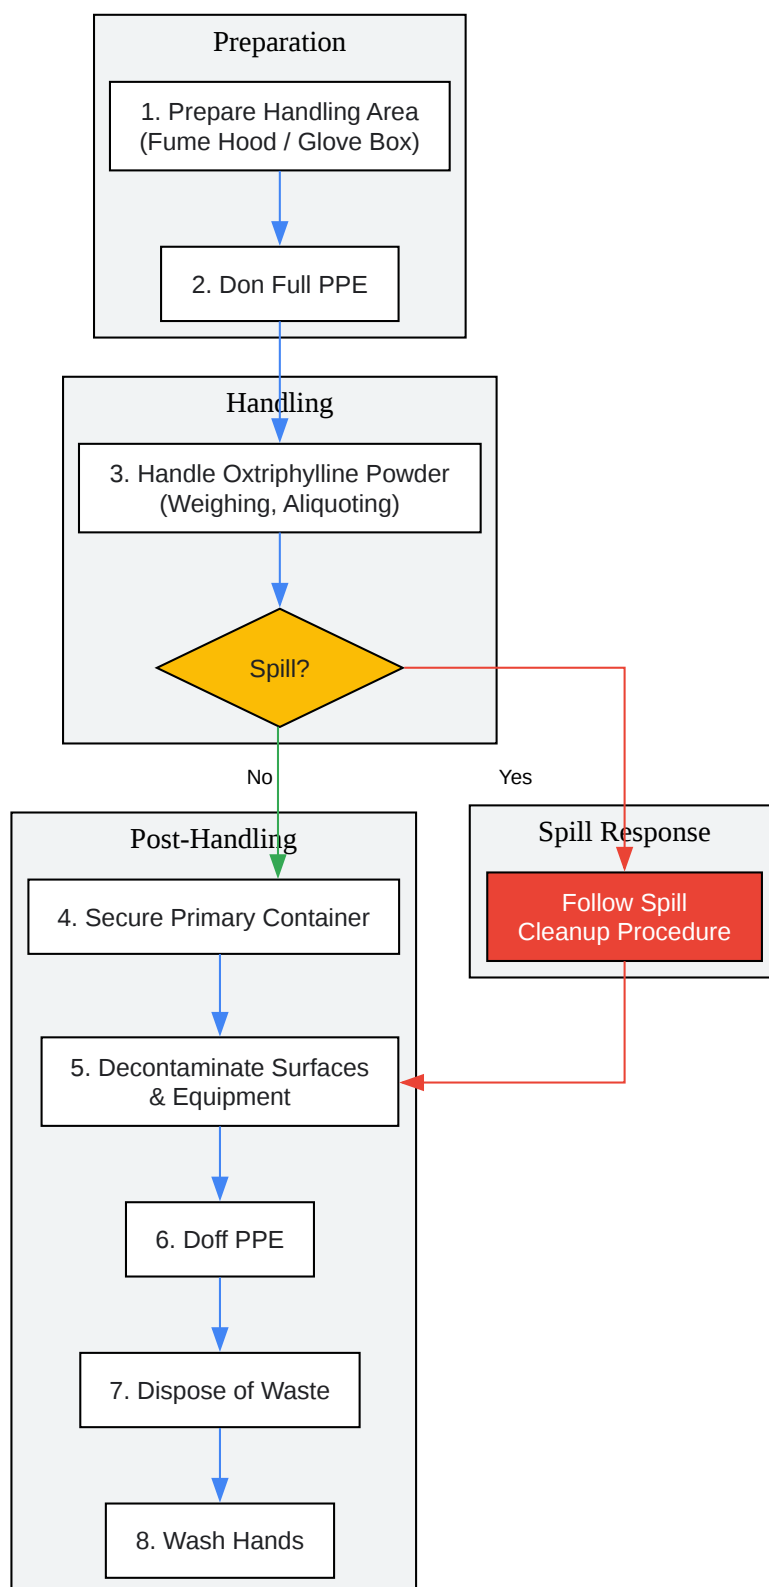 Preparation
1. Prepare Handling Area
(Fume Hood / Glove Box)
2. Don Full PPE
Handling
3. Handle Oxtriphylline Powder
(Weighing, Aliquoting)
Spill?
No
Yes
Post-Handling
Spill Response
4. Secure Primary Container
Follow Spill
Cleanup Procedure
5. Decontaminate Surfaces
& Equipment
6. Doff PPE
7. Dispose of Waste
8. Wash Hands